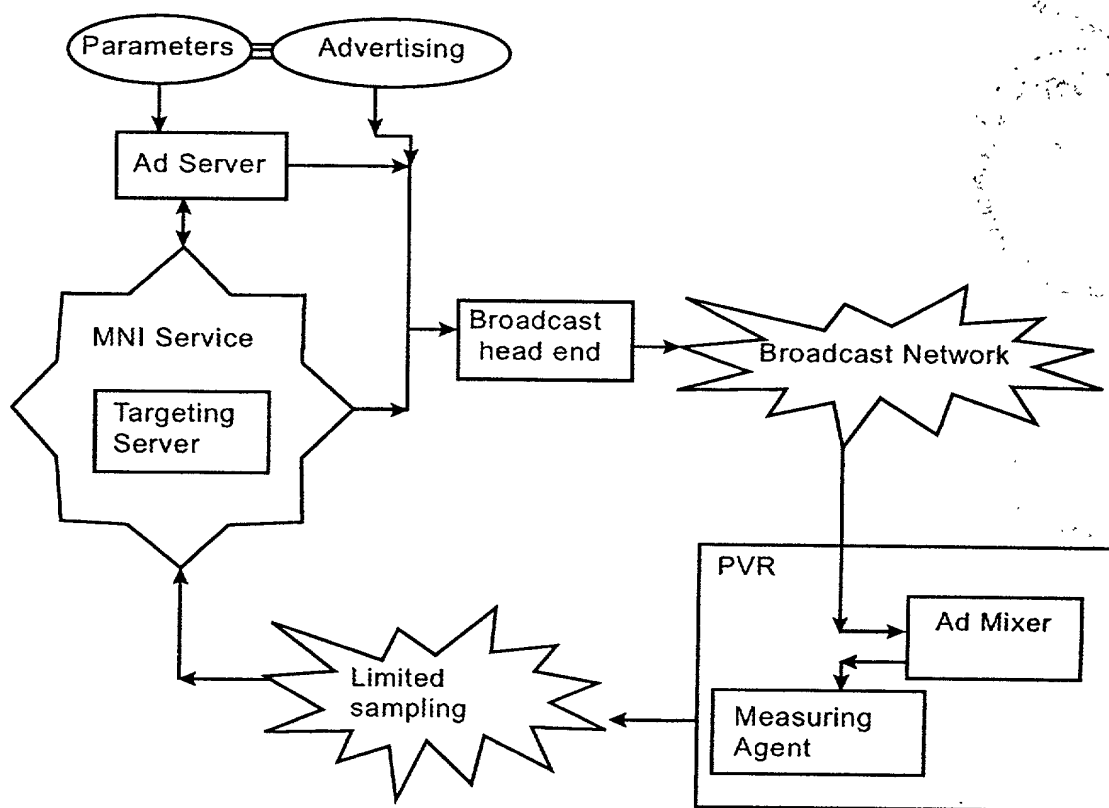 Parameters
Advertising
Ad Server
MNI Service
Targeting
Server
Broadcast
head end
Broadcast Network
PVR
Ad Mixer
Measuring
Agent
Limited
sampling